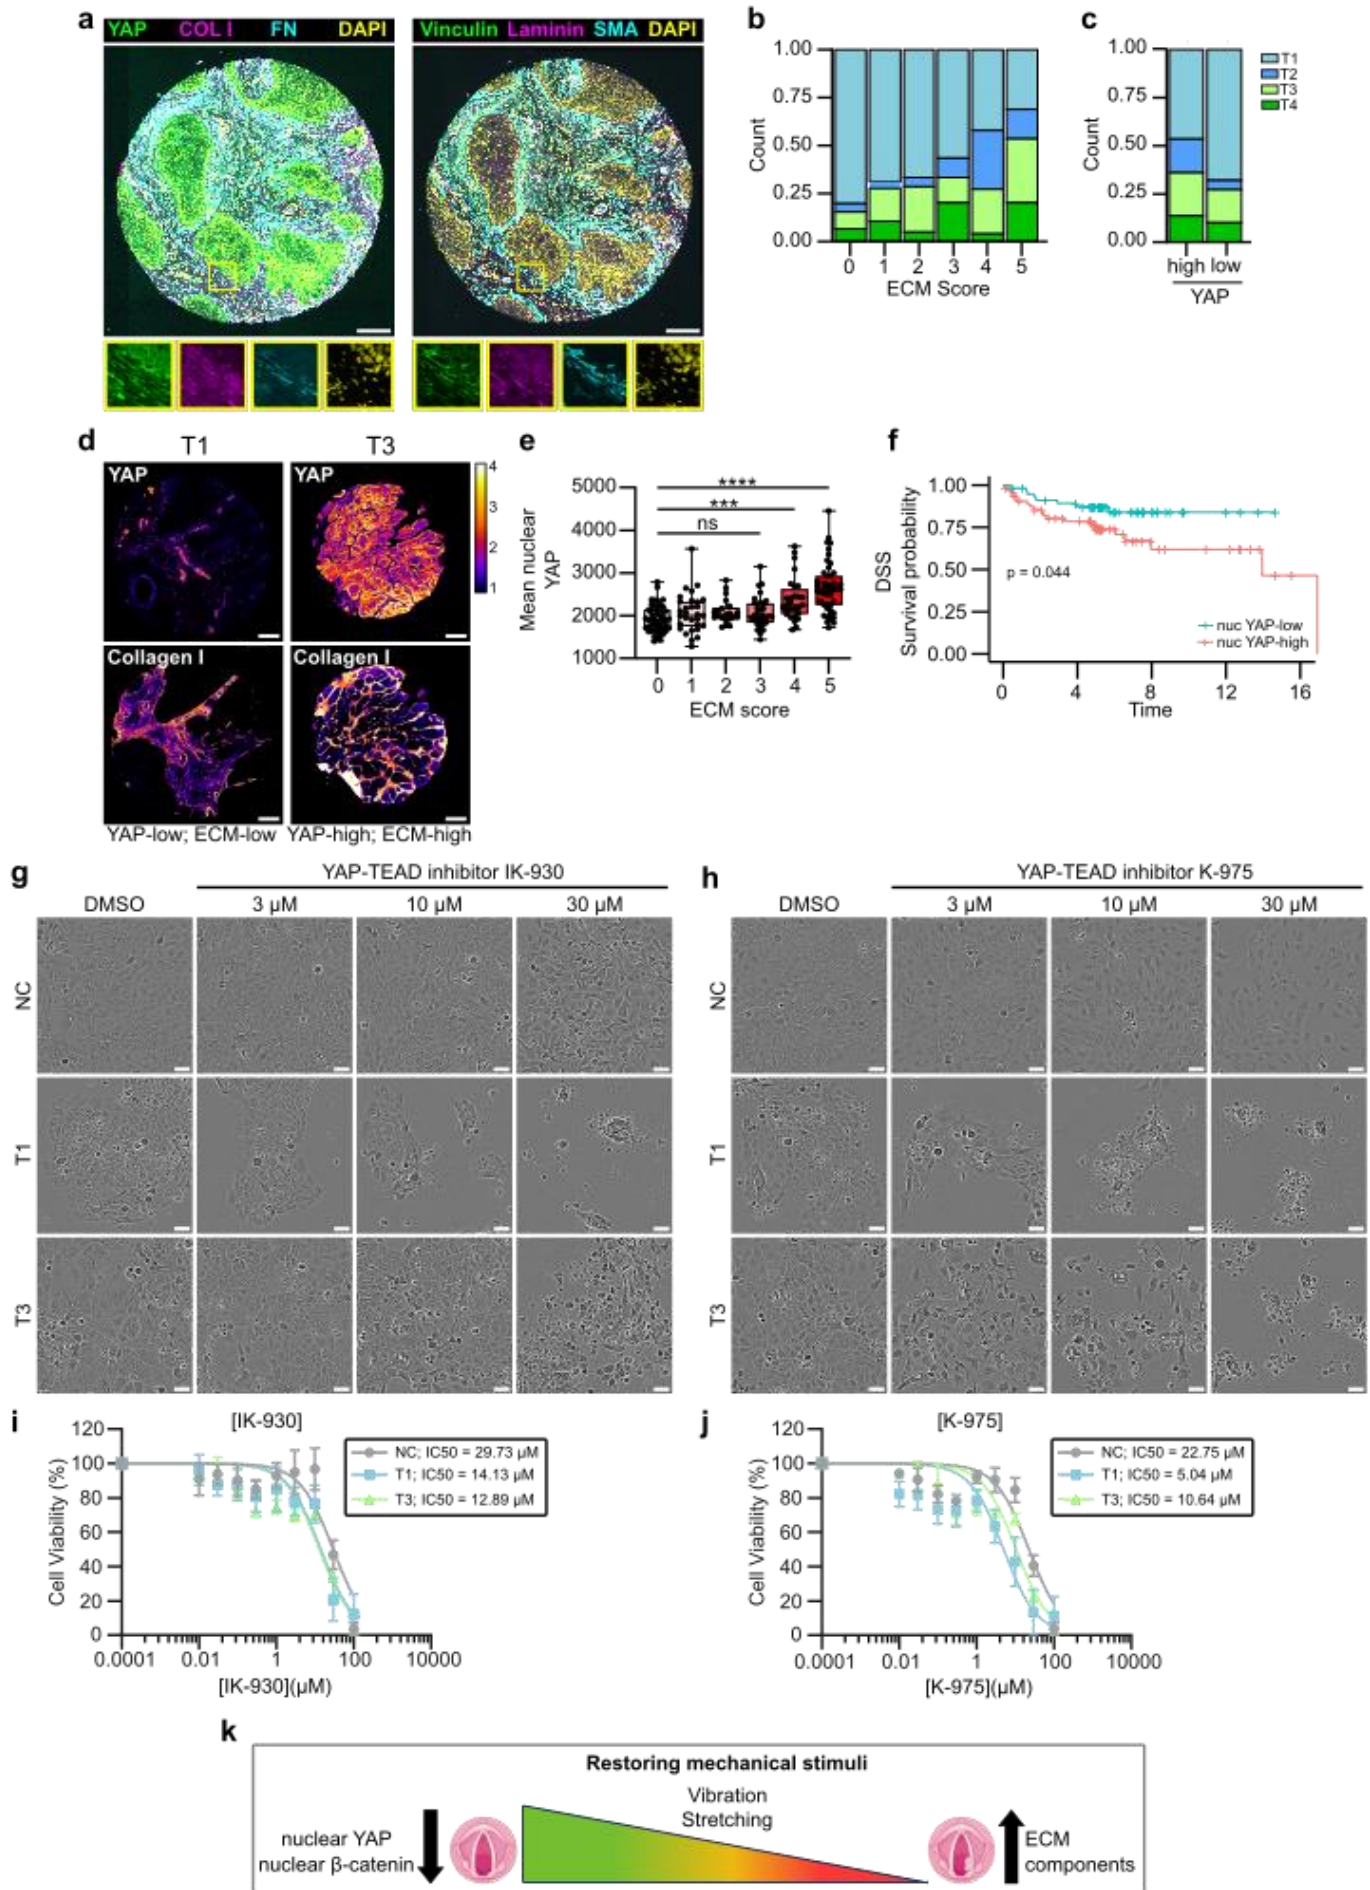 a
YAP COL I FN DAPI
Vinculin Laminin SMA DAPI
b
1.00
0.75
0.50
0.25
0.00
Count
0 1 2 3 4 5
ECM Score
c
1.00
0.75
0.50
0.25
0.00
Count
high low
YAP
T1
T2
T3
T4
d
T1 T3
YAP YAP
4
3
2
1
Collagen I Collagen I
YAP-low; ECM-low YAP-high; ECM-high
e
5000
4000
3000
2000
1000
Mean nuclear
YAP
****
***
ns
0 1 2 3 4 5
ECM score
f
1.00
0.75
0.50
0.25
0.00
DSS
Survival probability
p = 0.044
nuc YAP-low
nuc YAP-high
0 4 8 12 16
Time
g
YAP-TEAD inhibitor IK-930
DMSO 3 µM 10 µM 30 µM
NC
T1
T3
h
YAP-TEAD inhibitor K-975
DMSO 3 µM 10 µM 30 µM
NC
T1
T3
i
[IK-930]
120
100
80
60
40
20
0
Cell Viability (%)
NC; IC50 = 29.73 µM
T1; IC50 = 14.13 µM
T3; IC50 = 12.89 µM
0.0001 0.01 1 100 10000
[IK-930](µM)
j
[K-975]
120
100
80
60
40
20
0
Cell Viability (%)
NC; IC50 = 22.75 µM
T1; IC50 = 5.04 µM
T3; IC50 = 10.64 µM
0.0001 0.01 1 100 10000
[K-975](µM)
k
Restoring mechanical stimuli
Vibration
Stretching
nuclear YAP
nuclear β-catenin
ECM
components